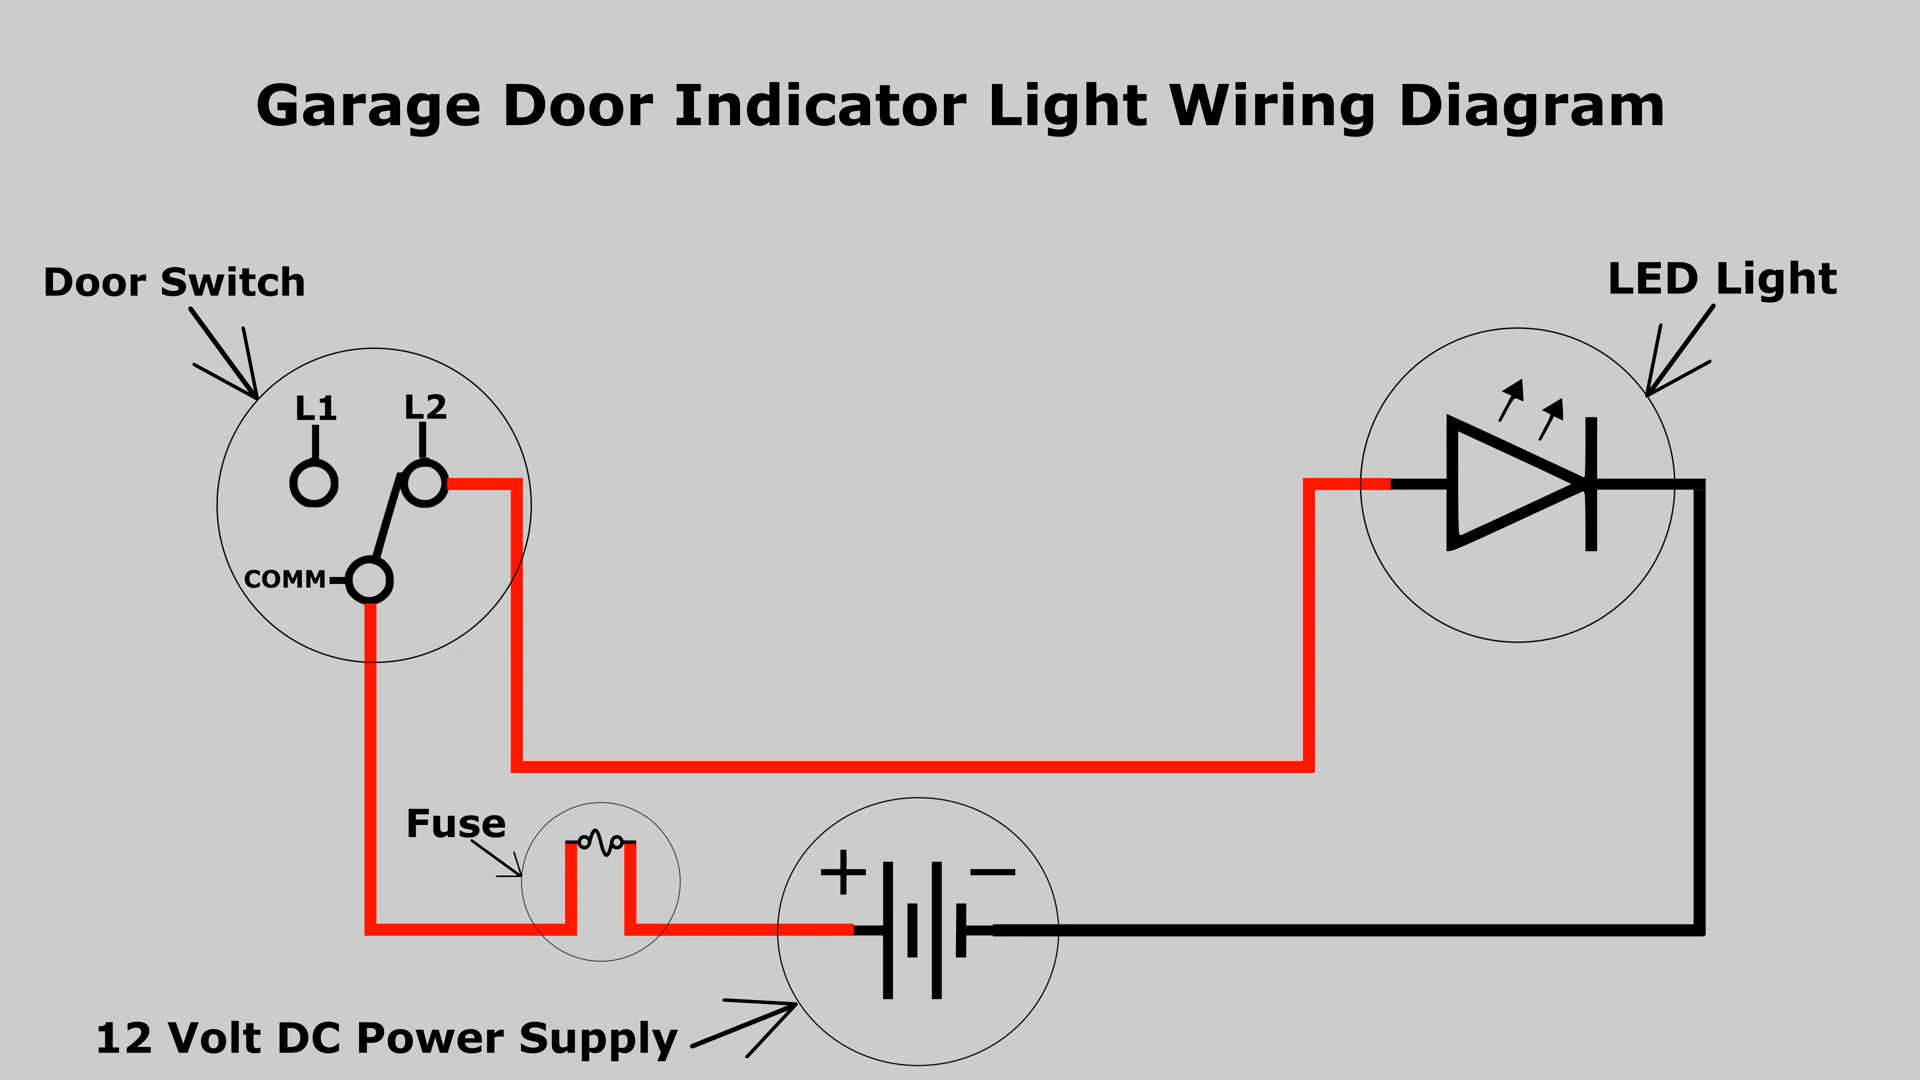 Garage Door Indicator Light Wiring Diagram
Door Switch
LED Light
L1
L2
COMM
Fuse
+
−
12 Volt DC Power Supply